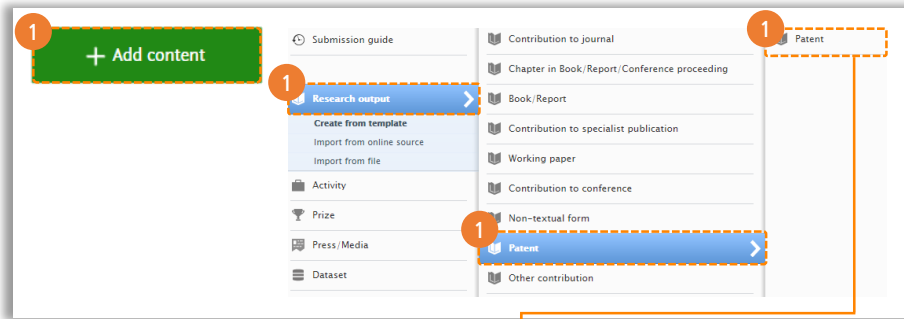 1
+ Add content
Submission guide
1
Research output
Create from template
Import from online source
Import from file
Activity
Prize
Press/Media
Dataset
Contribution to journal
Chapter in Book/Report/Conference proceeding
Book/Report
Contribution to specialist publication
Working paper
Contribution to conference
Non-textual form
1
Patent
Other contribution
1
Patent